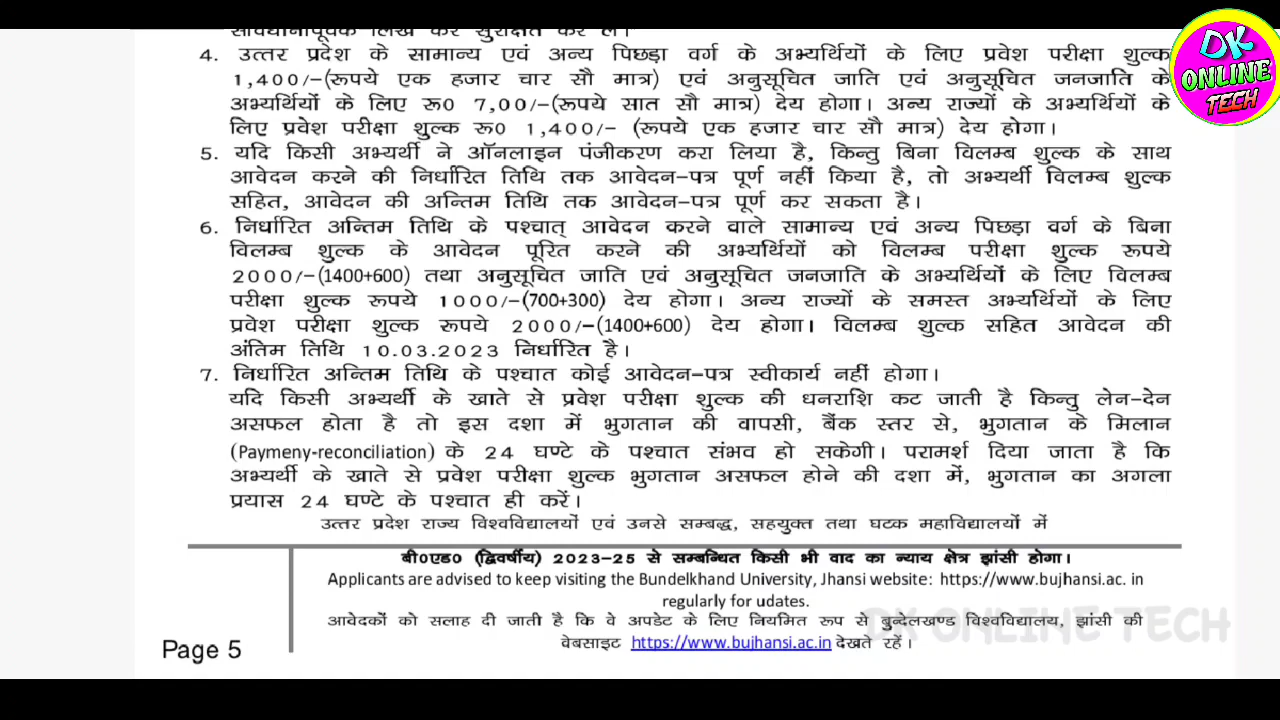 सावधानीपूर्वक लिख कर सुरक्षित कर लें।
4. उत्तर प्रदेश के सामान्य एवं अन्य पिछड़ा वर्ग के अभ्यर्थियों के लिए प्रवेश परीक्षा शुल्क
1,400/-(रूपये एक हजार चार सौ मात्र) एवं अनुसूचित जाति एवं अनुसूचित जनजाति के
अभ्यर्थियों के लिए रू0 7,00/-(रूपये सात सौ मात्र) देय होगा। अन्य राज्यों के अभ्यर्थियों के
लिए प्रवेश परीक्षा शुल्क रू0 1,400/- (रूपये एक हजार चार सौ मात्र) देय होगा।
5. यदि किसी अभ्यर्थी ने ऑनलाइन पंजीकरण करा लिया है, किन्तु बिना विलम्ब शुल्क के साथ
आवेदन करने की निर्धारित तिथि तक आवेदन-पत्र पूर्ण नहीं किया है, तो अभ्यर्थी विलम्ब शुल्क
सहित, आवेदन की अन्तिम तिथि तक आवेदन-पत्र पूर्ण कर सकता है।
6. निर्धारित अन्तिम तिथि के पश्चात् आवेदन करने वाले सामान्य एवं अन्य पिछड़ा वर्ग के बिना
विलम्ब शुल्क के आवेदन पूरित करने की अभ्यर्थियों को विलम्ब परीक्षा शुल्क रूपये
2000/-(1400+600) तथा अनुसूचित जाति एवं अनुसूचित जनजाति के अभ्यर्थियों के लिए विलम्ब
परीक्षा शुल्क रूपये 1000/-(700+300) देय होगा। अन्य राज्यों के समस्त अभ्यर्थियों के लिए
प्रवेश परीक्षा शुल्क रूपये 2000/-(1400+600) देय होगा। विलम्ब शुल्क सहित आवेदन की
अंतिम तिथि 10.03.2023 निर्धारित है।
7. निर्धारित अन्तिम तिथि के पश्चात कोई आवेदन-पत्र स्वीकार्य नहीं होगा।
यदि किसी अभ्यर्थी के खाते से प्रवेश परीक्षा शुल्क की धनराशि कट जाती है किन्तु लेन-देन
असफल होता है तो इस दशा में भुगतान की वापसी, बैंक स्तर से, भुगतान के मिलान
(Paymeny-reconciliation) के 24 घण्टे के पश्चात संभव हो सकेगी। परामर्श दिया जाता है कि
अभ्यर्थी के खाते से प्रवेश परीक्षा शुल्क भुगतान असफल होने की दशा में, भुगतान का अगला
प्रयास 24 घण्टे के पश्चात ही करें।
उत्तर प्रदेश राज्य विश्वविद्यालयों एवं उनसे सम्बद्ध, सहयुक्त तथा घटक महाविद्यालयों में
बी0एड0 (द्विवर्षीय) 2023-25 से सम्बन्धित किसी भी वाद का न्याय क्षेत्र झांसी होगा।
Applicants are advised to keep visiting the Bundelkhand University, Jhansi website: https://www.bujhansi.ac. in
regularly for udates.
आवेदकों को सलाह दी जाती है कि वे अपडेट के लिए नियमित रूप से बुन्देलखण्ड विश्वविद्यालय, झांसी की
वेबसाइट https://www.bujhansi.ac.in देखते रहें।
Page 5
DK
ONLINE
TECH
DK ONLINE TECH